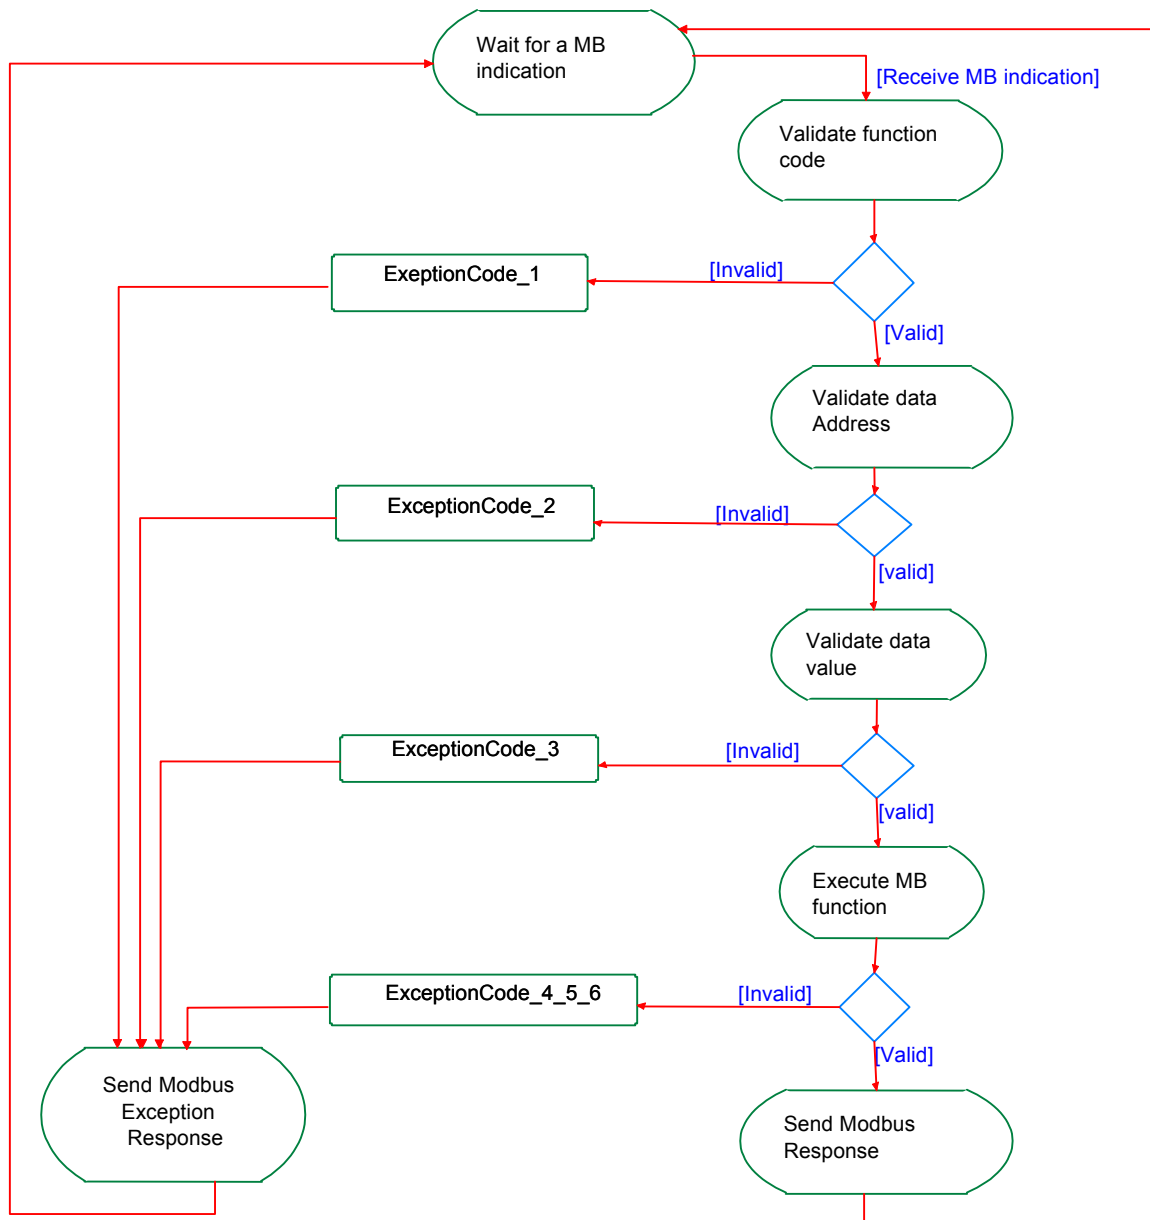 Wait for a MB
indication
[Receive MB indication]
Validate function
code
ExeptionCode_1
[Invalid]
[Valid]
Validate data
Address
ExceptionCode_2
[Invalid]
[valid]
Validate data
value
ExceptionCode_3
[Invalid]
[valid]
Execute MB
function
ExceptionCode_4_5_6
[Invalid]
[Valid]
Send Modbus
Exception
Response
Send Modbus
Response